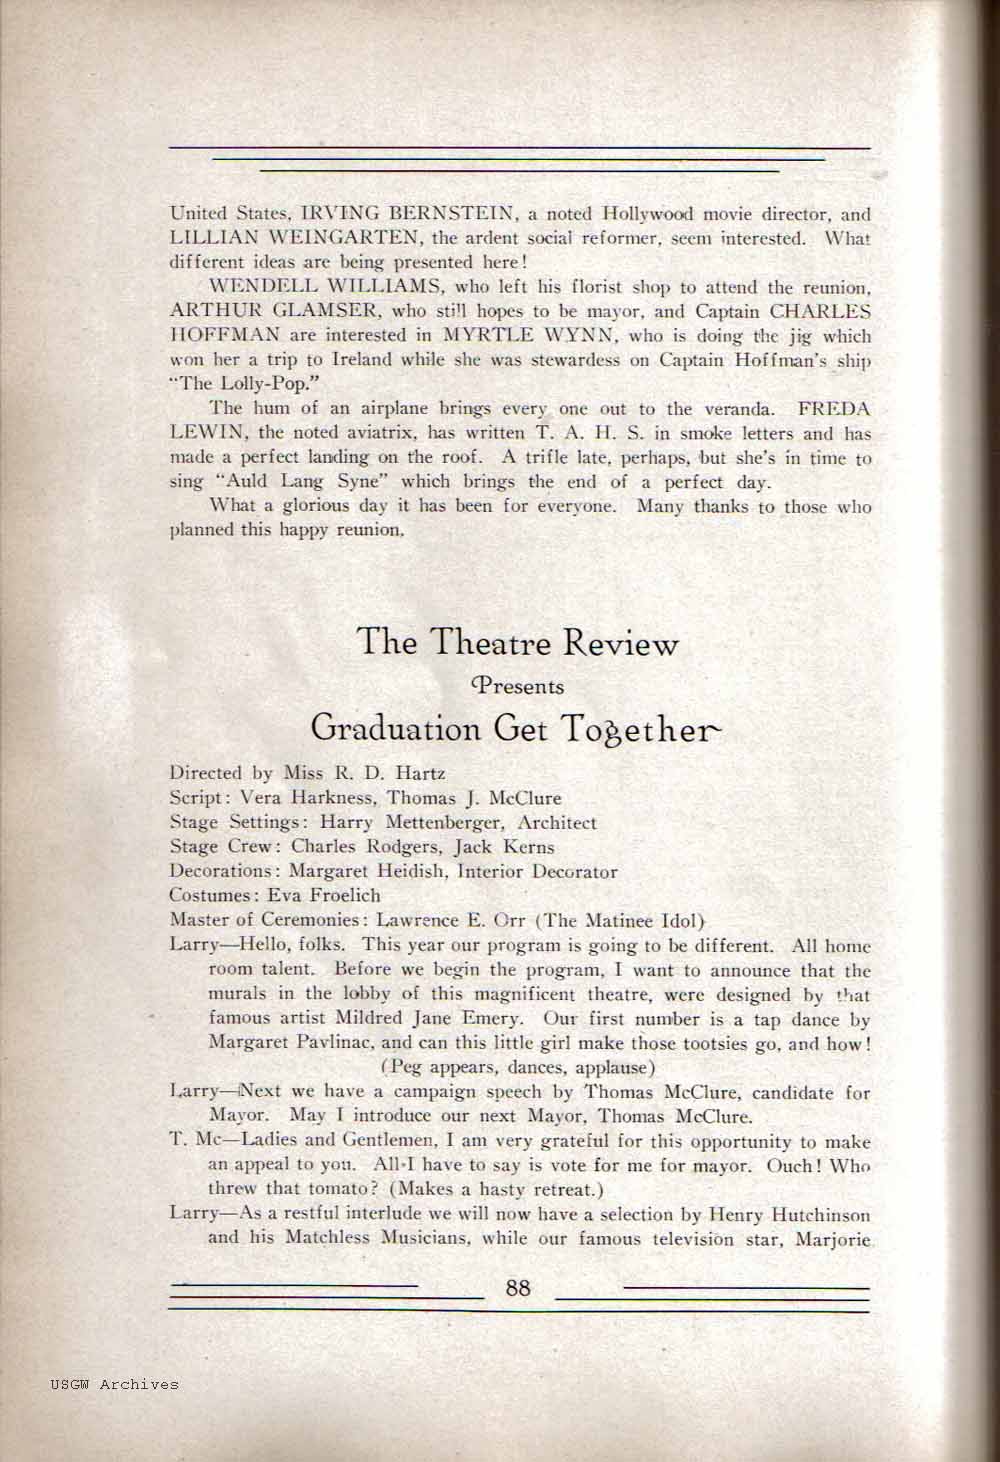 United States, IRVING BERNSTEIN, a noted Hollywood movie director, and
LILLIAN WEINGARTEN, the ardent social reformer, seem interested. What
different ideas are being presented here!
WENDELL WILLIAMS, who left his florist shop to attend the reunion,
ARTHUR GLAMSER, who still hopes to be mayor, and Captain CHARLES
HOFFMAN are interested in MYRTLE WYNN, who is doing the jig which
won her a trip to Ireland while she was stewardess on Captain Hoffman's ship
"The Lolly-Pop."
The hum of an airplane brings every one out to the veranda. FREDA
LEWIN, the noted aviatrix, has written T. A. H. S. in smoke letters and has
made a perfect landing on the roof. A trifle late, perhaps, but she's in time to
sing "Auld Lang Syne" which brings the end of a perfect day.
What a glorious day it has been for everyone. Many thanks to those who
planned this happy reunion.
The Theatre Review
Presents
Graduation Get Together
Directed by Miss R. D. Hartz
Script: Vera Harkness, Thomas J. McClure
Stage Settings: Harry Mettenberger, Architect
Stage Crew: Charles Rodgers, Jack Kerns
Decorations: Margaret Heidish, Interior Decorator
Costumes: Eva Froelich
Master of Ceremonies: Lawrence E. Orr (The Matinee Idol)
Larry—Hello, folks. This year our program is going to be different. All home
room talent. Before we begin the program, I want to announce that the
murals in the lobby of this magnificent theatre, were designed by that
famous artist Mildred Jane Emery. Our first number is a tap dance by
Margaret Pavlinac, and can this little girl make those tootsies go, and how!
(Peg appears, dances, applause)
Larry—Next we have a campaign speech by Thomas McClure, candidate for
Mayor. May I introduce our next Mayor, Thomas McClure.
T. Mc—Ladies and Gentlemen, I am very grateful for this opportunity to make
an appeal to you. All I have to say is vote for me for mayor. Ouch! Who
threw that tomato? (Makes a hasty retreat.)
Larry—As a restful interlude we will now have a selection by Henry Hutchinson
and his Matchless Musicians, while our famous television star, Marjorie
88
USGW Archives